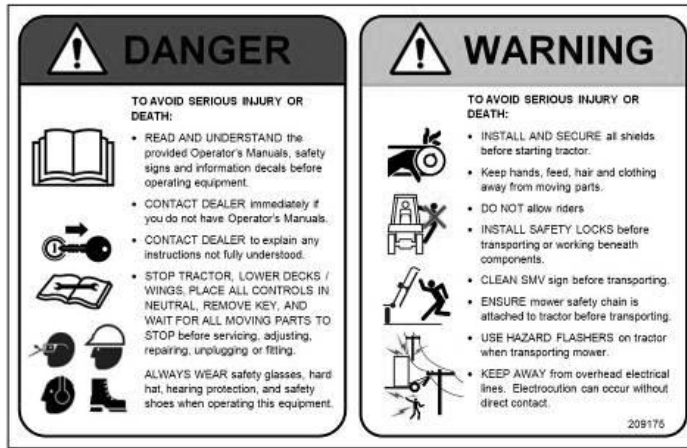 DANGER
TO AVOID SERIOUS INJURY OR
DEATH:
• READ AND UNDERSTAND the
provided Operator's Manuals, safety
signs and information decals before
operating equipment.
• CONTACT DEALER immediately if
you do not have Operator's Manuals.
• CONTACT DEALER to explain any
instructions not fully understood.
• STOP TRACTOR, LOWER DECKS /
WINGS, PLACE ALL CONTROLS IN
NEUTRAL, REMOVE KEY, AND
WAIT FOR ALL MOVING PARTS TO
STOP before servicing, adjusting,
repairing, unplugging or fitting.
ALWAYS WEAR safety glasses, hard
hat, hearing protection, and safety
shoes when operating this equipment.
WARNING
TO AVOID SERIOUS INJURY OR
DEATH:
• INSTALL AND SECURE all shields
before starting tractor.
• Keep hands, feed, hair and clothing
away from moving parts.
• DO NOT allow riders
• INSTALL SAFETY LOCKS before
transporting or working beneath
components.
• CLEAN SMV sign before transporting.
• ENSURE mower safety chain is
attached to tractor before transporting.
• USE HAZARD FLASHERS on tractor
when transporting mower.
• KEEP AWAY from overhead electrical
lines. Electrocution can occur without
direct contact.
209175